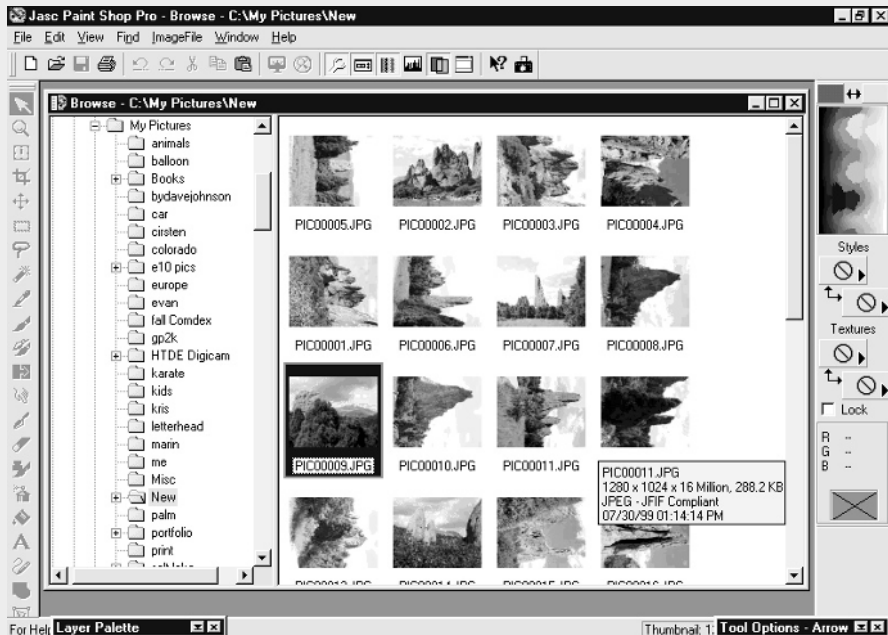 Jasc Paint Shop Pro - Browse - C:\My Pictures\New
File Edit View Find ImageFile Window Help
Browse - C:\My Pictures\New
My Pictures
animals
balloon
Books
bydavejohnson
car
cirsten
colorado
e10 pics
europe
evan
fall Comdex
gp2k
HTDE Digicam
karate
kids
kris
letterhead
marin
me
Misc
New
palm
portfolio
print
PIC00005.JPG PIC00002.JPG PIC00003.JPG PIC00004.JPG
PIC00001.JPG PIC00006.JPG PIC00007.JPG PIC00008.JPG
PIC00009.JPG PIC00010.JPG PIC00011.JPG
PIC00011.JPG
1280 x 1024 x 16 Million, 288.2 KB
JPEG - JFIF Compliant
07/30/99 01:14:14 PM
Styles
Textures
Lock
R --
G --
B --
For Help
Layer Palette
Thumbnail: 1:
Tool Options - Arrow